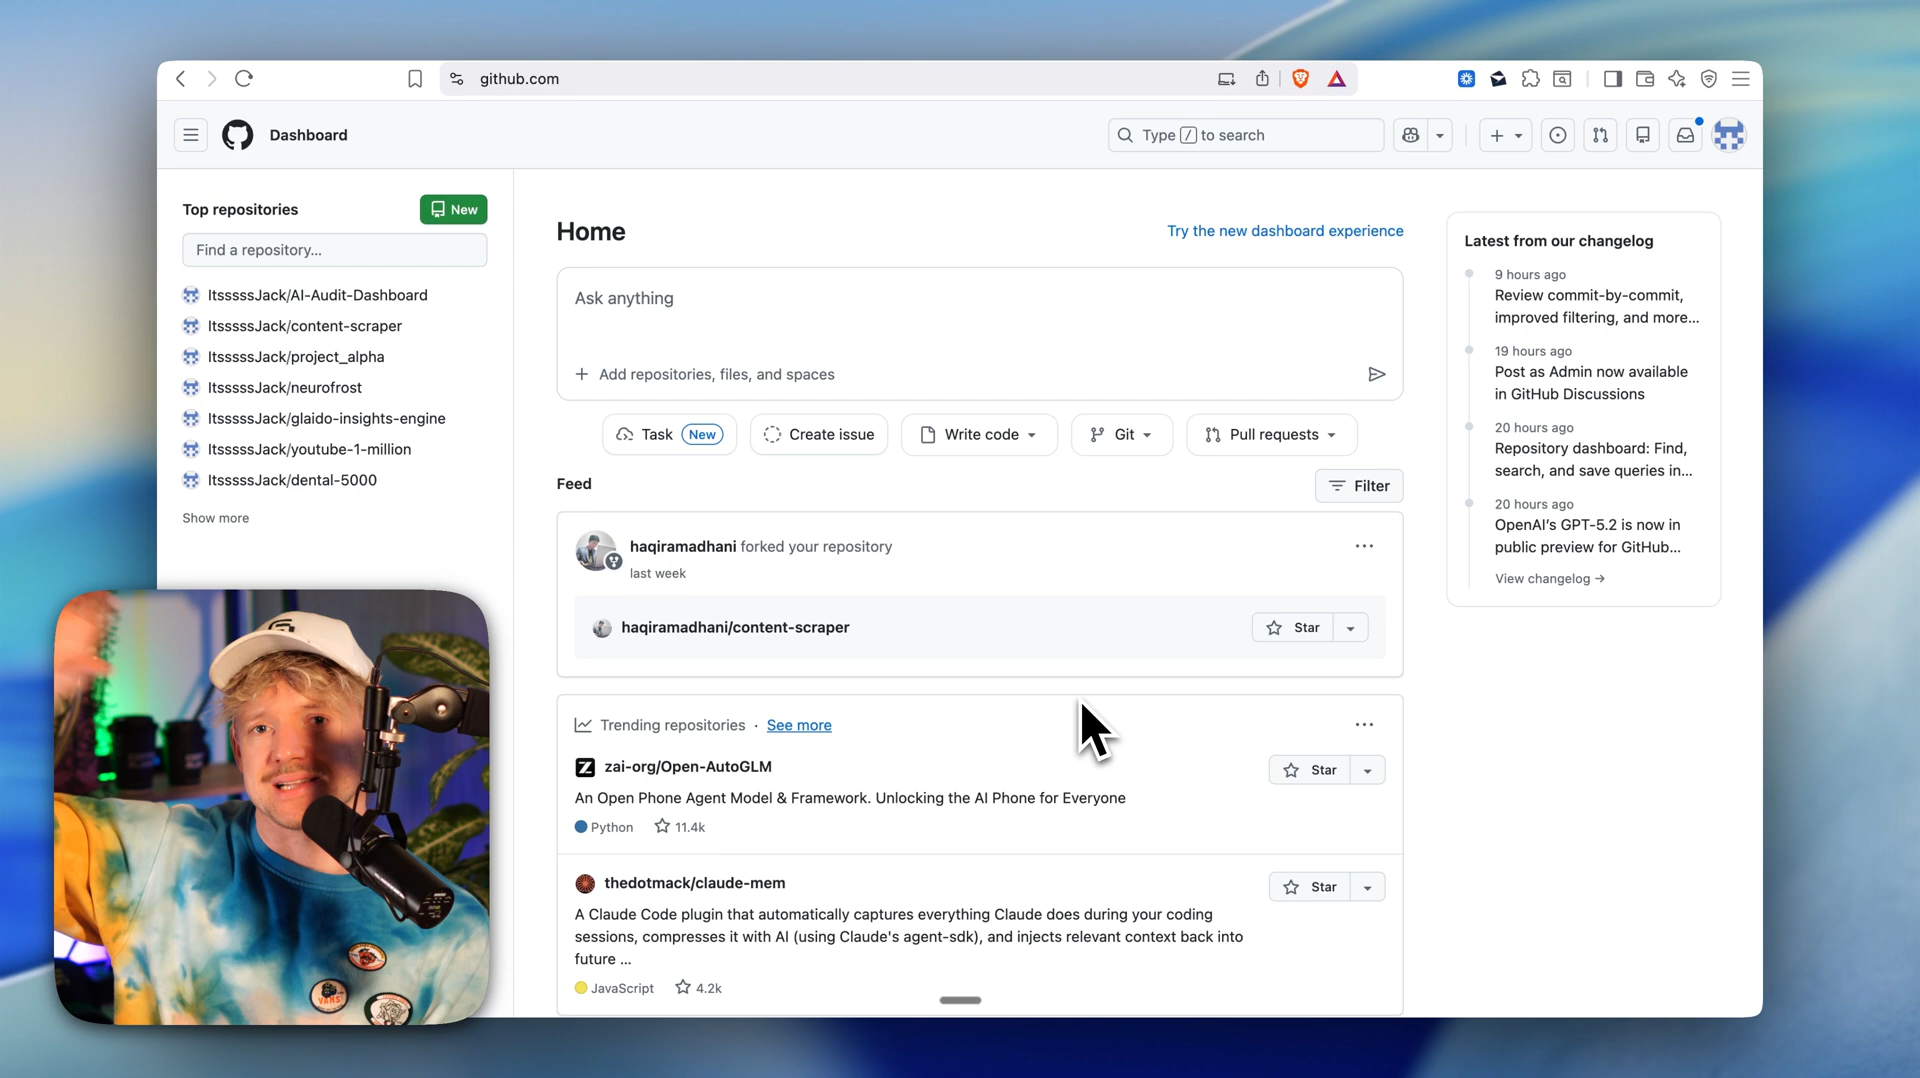 github.com
Dashboard
Type / to search
Top repositories
New
Find a repository...
ItsssssJack/AI-Audit-Dashboard
ItsssssJack/content-scraper
ItsssssJack/project_alpha
ItsssssJack/neurofrost
ItsssssJack/glaido-insights-engine
ItsssssJack/youtube-1-million
ItsssssJack/dental-5000
Show more
Home
Try the new dashboard experience
Ask anything
Add repositories, files, and spaces
Task New
Create issue
Write code
Git
Pull requests
Feed
Filter
haqiramadhani forked your repository
last week
haqiramadhani/content-scraper
Star
Trending repositories · See more
zai-org/Open-AutoGLM
Star
An Open Phone Agent Model & Framework. Unlocking the AI Phone for Everyone
Python 11.4k
thedotmack/claude-mem
Star
A Claude Code plugin that automatically captures everything Claude does during your coding
sessions, compresses it with AI (using Claude's agent-sdk), and injects relevant context back into
future ...
JavaScript 4.2k
Latest from our changelog
9 hours ago
Review commit-by-commit,
improved filtering, and more...
19 hours ago
Post as Admin now available
in GitHub Discussions
20 hours ago
Repository dashboard: Find,
search, and save queries in...
20 hours ago
OpenAI's GPT-5.2 is now in
public preview for GitHub...
View changelog →
VANS